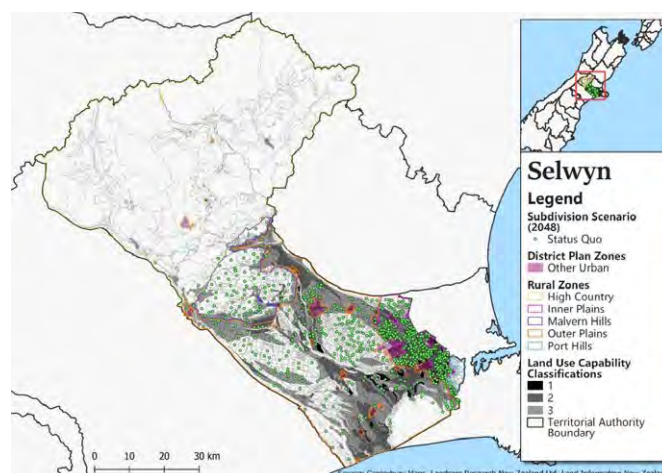 Selwyn
Legend
Subdivision Scenario
(2048)
Status Quo
District Plan Zones
Other Urban
Rural Zones
High Country
Inner Plains
Malvern Hills
Outer Plains
Port Hills
Land Use Capability
Classifications
1
2
3
Territorial Authority
Boundary
0 10 20 30 km